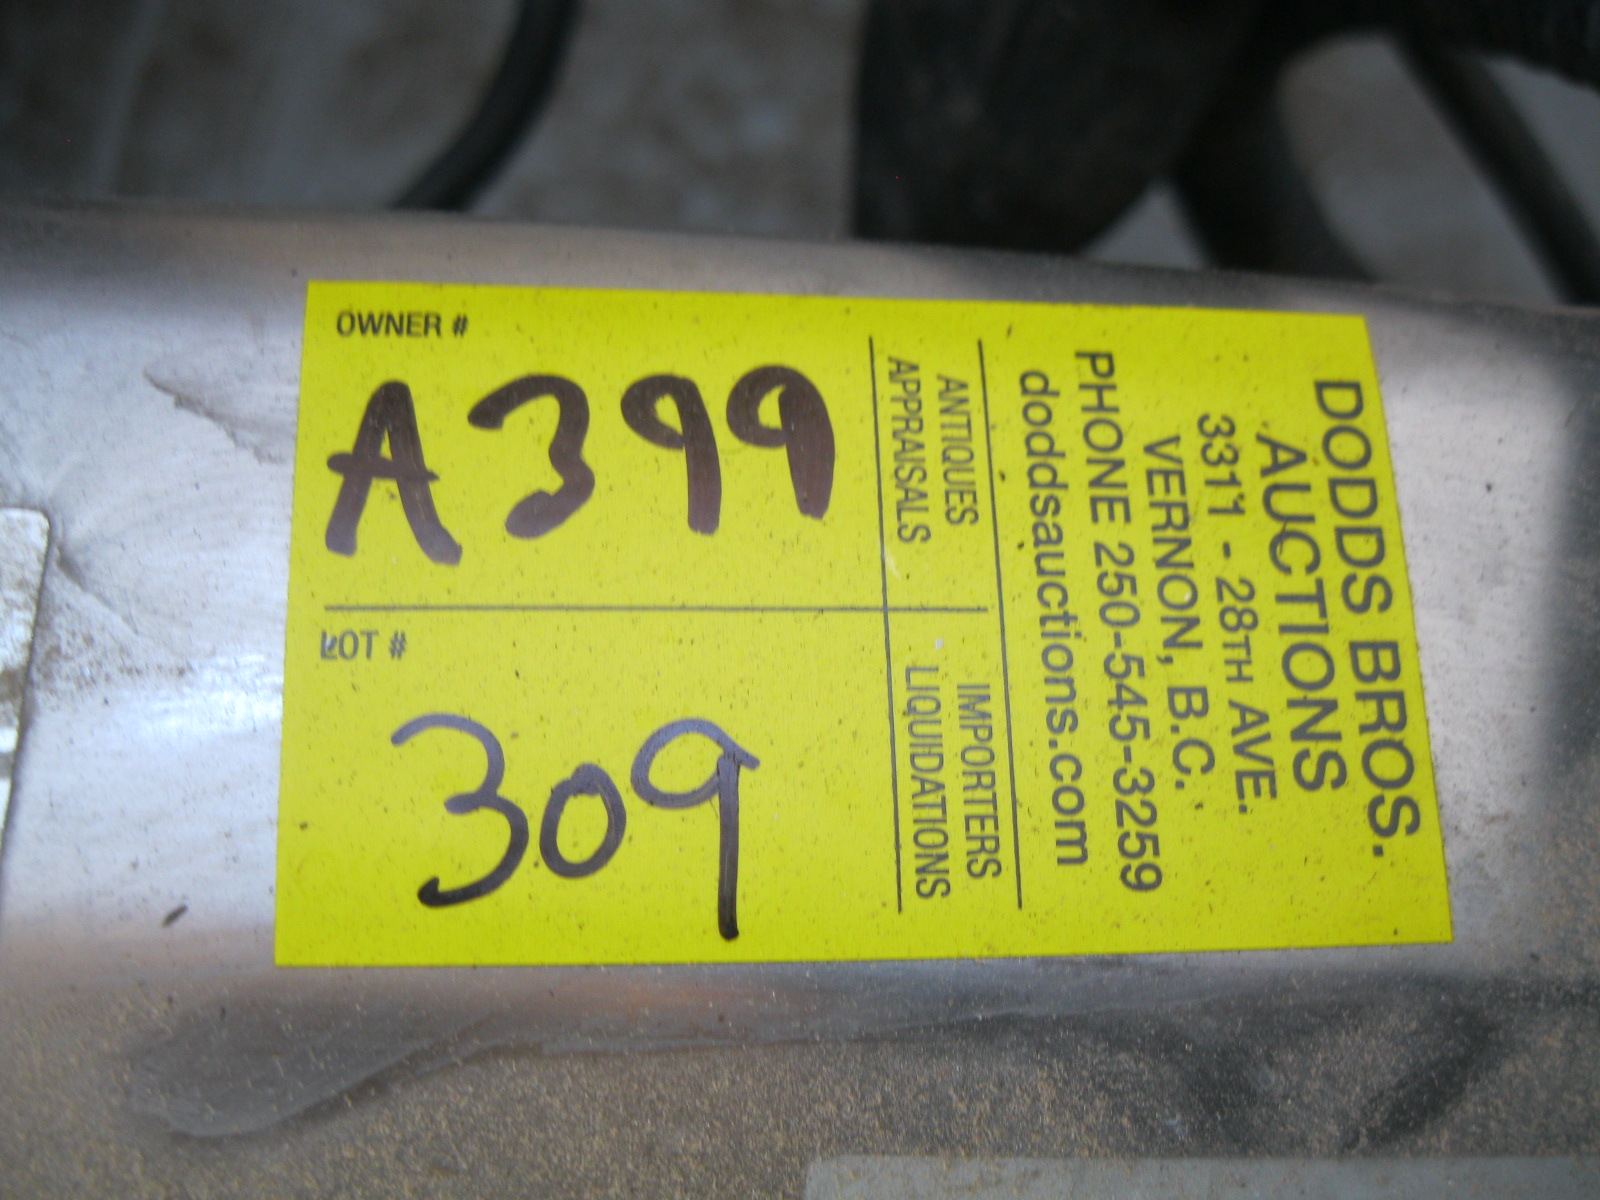 OWNER #
A399
LOT #
309
DODDS BROS.
AUCTIONS
3311 - 28TH AVE.
VERNON, B.C.
PHONE 250-545-3259
doddsauctions.com
ANTIQUES IMPORTERS
APPRAISALS LIQUIDATIONS